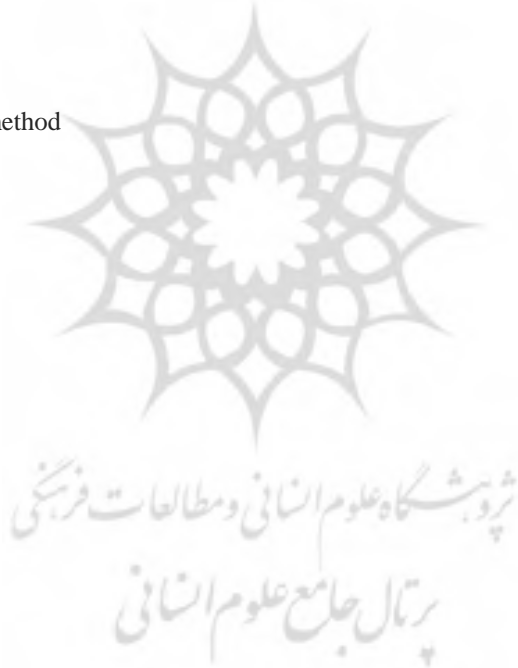 ethod
پژوهشگاه علوم انسانی و مطالعات فرهنگی
پرتال جامع علوم انسانی